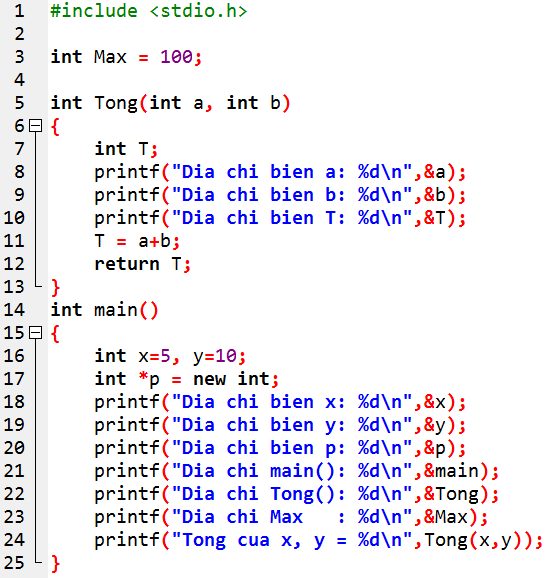 1 #include <stdio.h>
2
3 int Max = 100;
4
5 int Tong(int a, int b)
6 {
7 int T;
8 printf("Dia chi bien a: %d\n",&a);
9 printf("Dia chi bien b: %d\n",&b);
10 printf("Dia chi bien T: %d\n",&T);
11 T = a+b;
12 return T;
13 }
14 int main()
15 {
16 int x=5, y=10;
17 int *p = new int;
18 printf("Dia chi bien x: %d\n",&x);
19 printf("Dia chi bien y: %d\n",&y);
20 printf("Dia chi bien p: %d\n",&p);
21 printf("Dia chi main(): %d\n",&main);
22 printf("Dia chi Tong(): %d\n",&Tong);
23 printf("Dia chi Max   : %d\n",&Max);
24 printf("Tong cua x, y = %d\n",Tong(x,y));
25 }